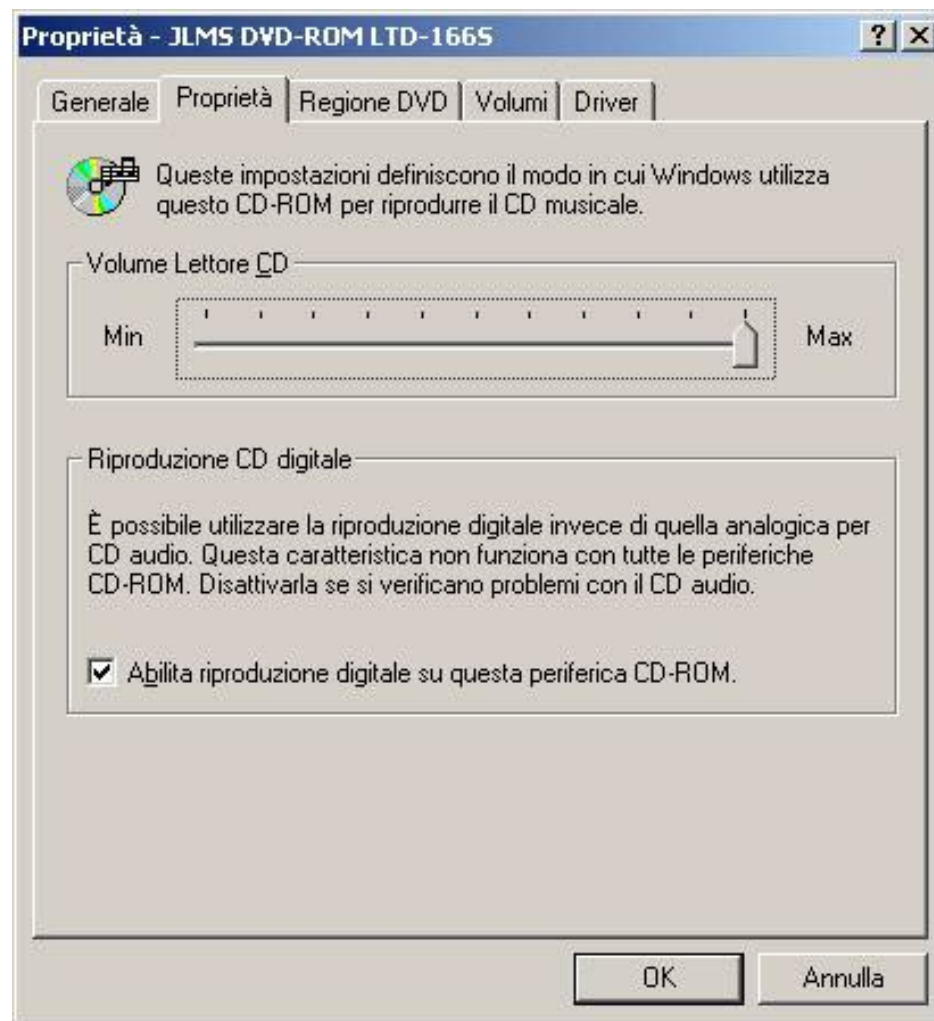 Proprietà - JLMS DVD-ROM LTD-166S
Generale Proprietà Regione DVD Volumi Driver
Queste impostazioni definiscono il modo in cui Windows utilizza
questo CD-ROM per riprodurre il CD musicale.
Volume Lettore CD
Min Max
Riproduzione CD digitale
È possibile utilizzare la riproduzione digitale invece di quella analogica per
CD audio. Questa caratteristica non funziona con tutte le periferiche
CD-ROM. Disattivarla se si verificano problemi con il CD audio.
Abilita riproduzione digitale su questa periferica CD-ROM.
OK Annulla